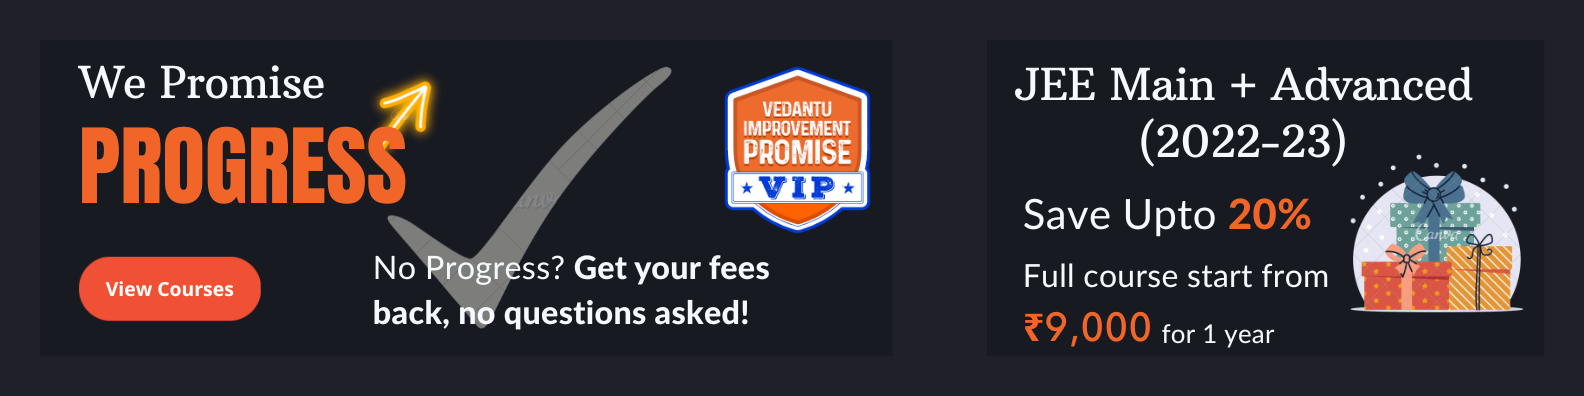 We Promise
PROGRESS
VEDANTU
IMPROVEMENT
PROMISE
VIP
View Courses
No Progress? Get your fees
back, no questions asked!
JEE Main + Advanced
(2022-23)
Save Upto 20%
Full course start from
₹9,000 for 1 year
Canva